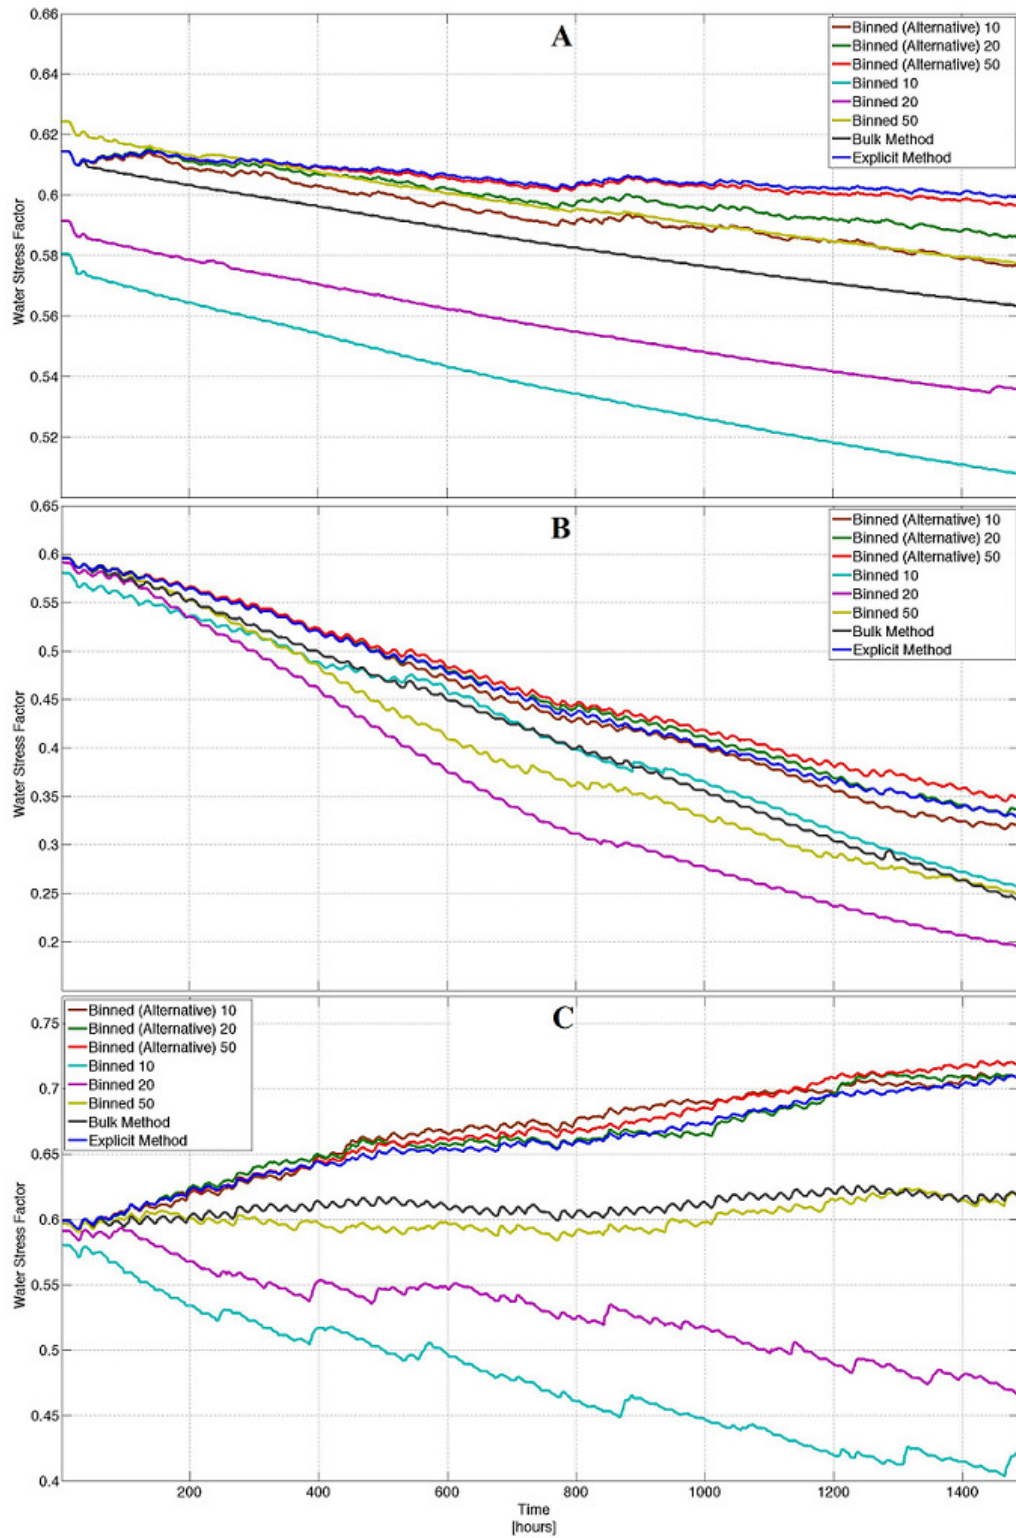 0.66
0.64
0.62
0.6
0.58
0.56
0.54
0.52
Water Stress Factor
A
Binned (Alternative) 10
Binned (Alternative) 20
Binned (Alternative) 50
Binned 10
Binned 20
Binned 50
Bulk Method
Explicit Method
0.65
0.6
0.55
0.5
0.45
0.4
0.35
0.3
0.25
0.2
Water Stress Factor
B
Binned (Alternative) 10
Binned (Alternative) 20
Binned (Alternative) 50
Binned 10
Binned 20
Binned 50
Bulk Method
Explicit Method
0.75
0.7
0.65
0.6
0.55
0.5
0.45
0.4
Water Stress Factor
Binned (Alternative) 10
Binned (Alternative) 20
Binned (Alternative) 50
Binned 10
Binned 20
Binned 50
Bulk Method
Explicit Method
C
200 400 600 800 1000 1200 1400
Time
[hours]